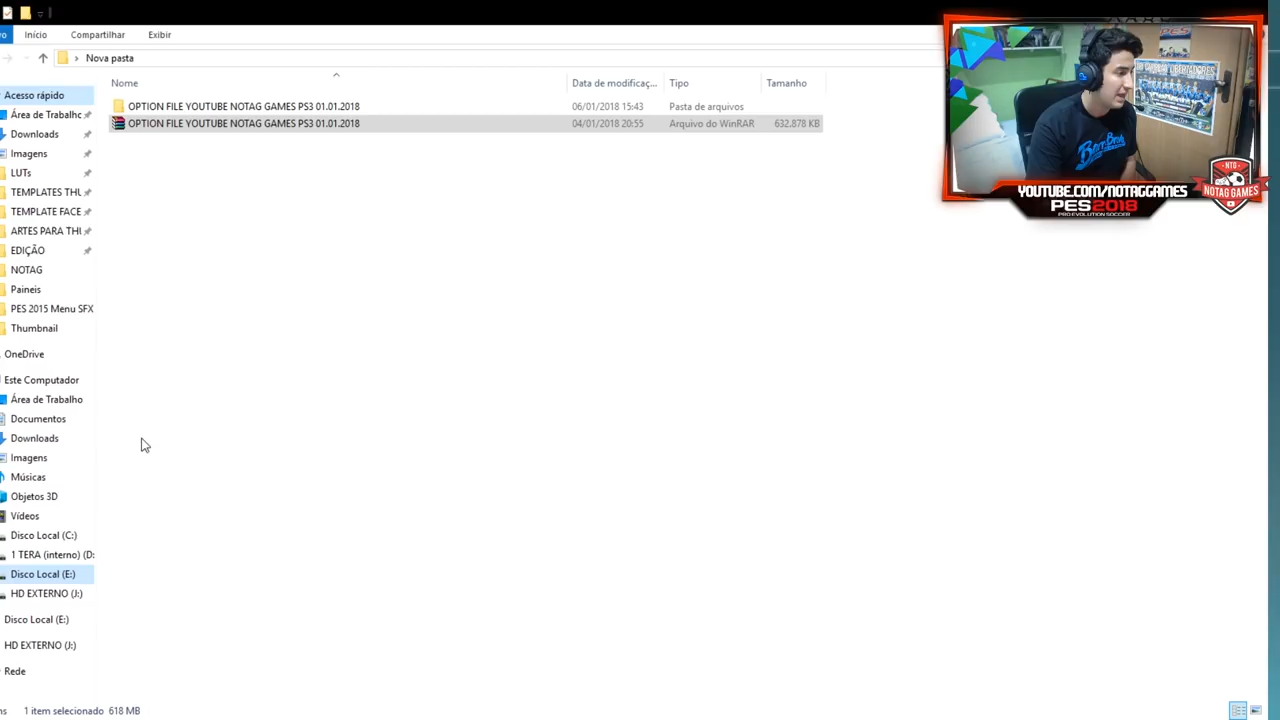 Início Compartilhar Exibir
Nova pasta
Nome Data de modificaç... Tipo Tamanho
OPTION FILE YOUTUBE NOTAG GAMES PS3 01.01.2018 06/01/2018 15:43 Pasta de arquivos
OPTION FILE YOUTUBE NOTAG GAMES PS3 01.01.2018 04/01/2018 20:55 Arquivo do WinRAR 632.878 KB
Acesso rápido
Área de Trabalho
Downloads
Imagens
LUTs
TEMPLATES THU
TEMPLATE FACE
ARTES PARA THU
EDIÇÃO
NOTAG
Paineis
PES 2015 Menu SFX
Thumbnail
OneDrive
Este Computador
Área de Trabalho
Documentos
Downloads
Imagens
Músicas
Objetos 3D
Vídeos
Disco Local (C:)
1 TERA (interno) (D:
Disco Local (E:)
HD EXTERNO (J:)
Disco Local (E:)
HD EXTERNO (J:)
Rede
1 item selecionado 618 MB
YOUTUBE.COM/NOTAGGAMES
PES2018
PRO EVOLUTION SOCCER
NTG
NOTAG GAMES